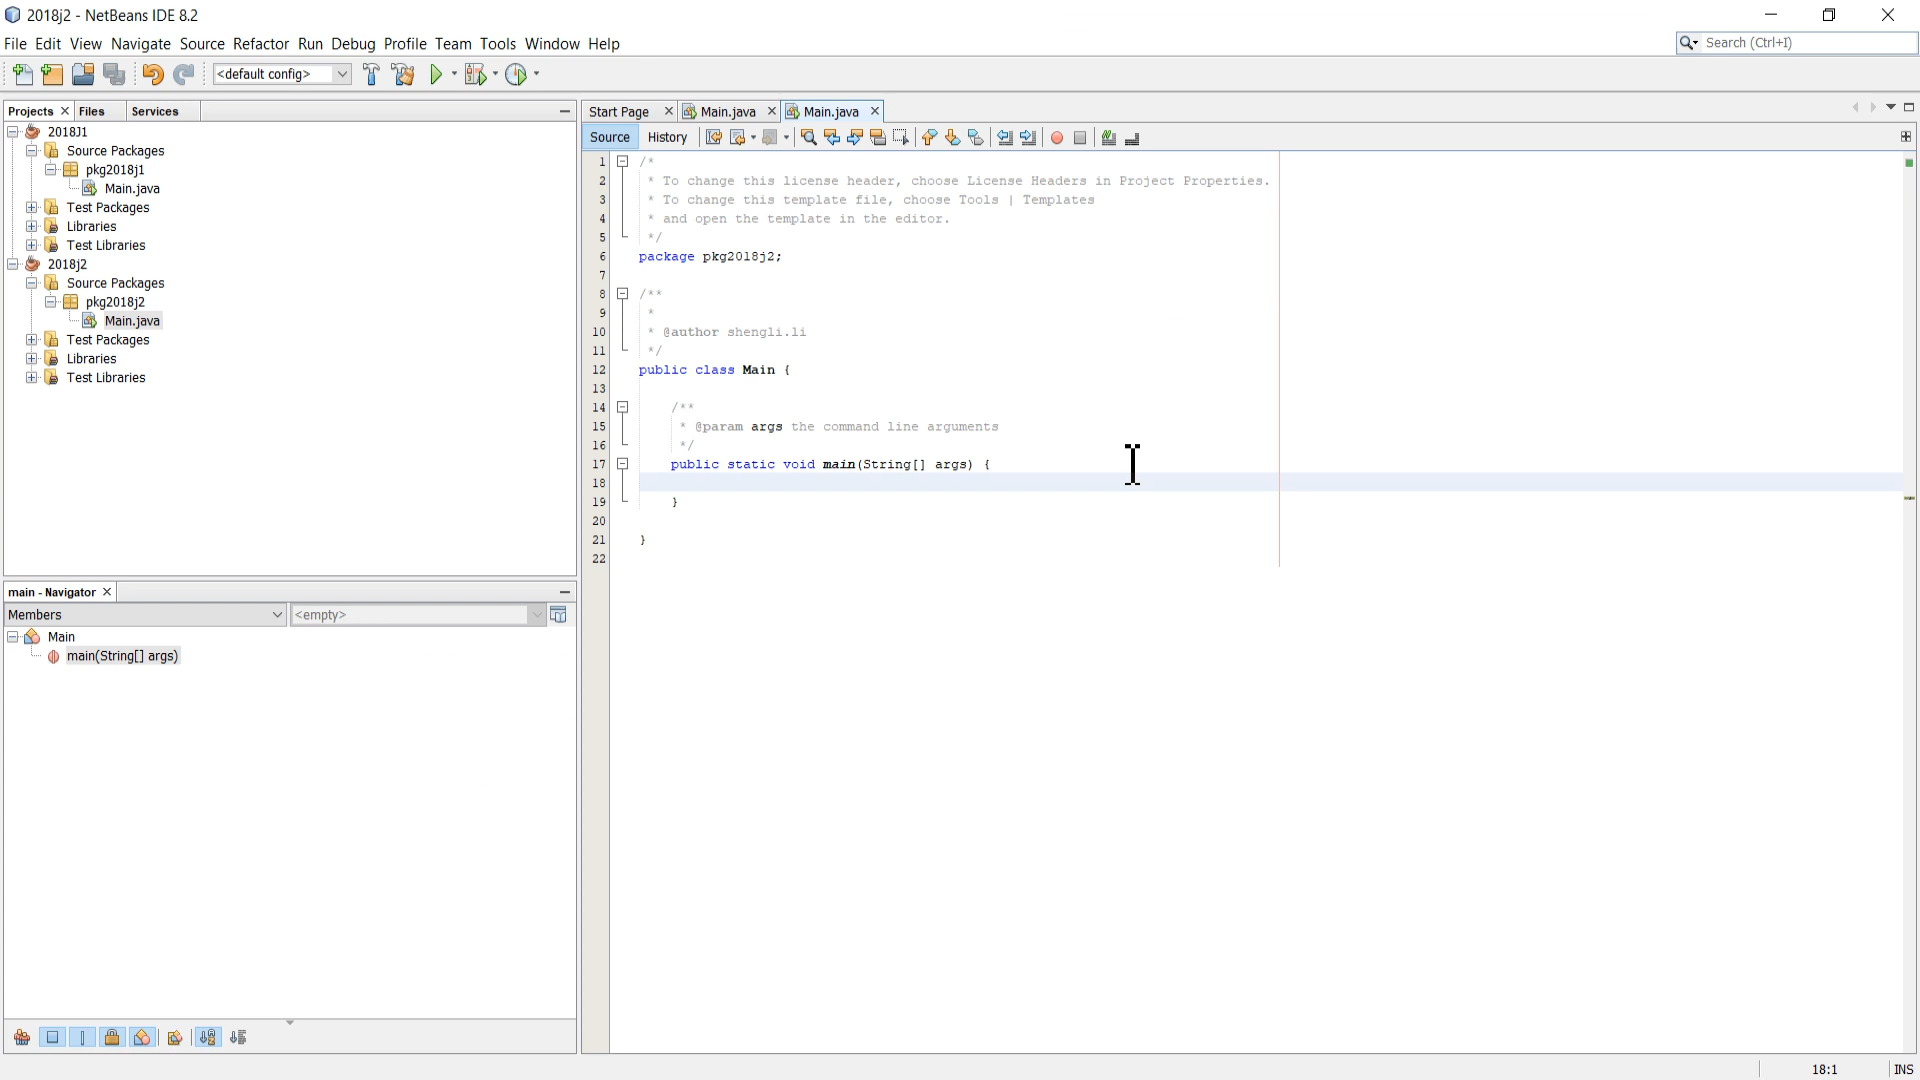 2018j2 - NetBeans IDE 8.2
File Edit View Navigate Source Refactor Run Debug Profile Team Tools Window Help
Search (Ctrl+I)
<default config>
Projects Files Services
2018J1
Source Packages
pkg2018j1
Main.java
Test Packages
Libraries
Test Libraries
2018j2
Source Packages
pkg2018j2
Main.java
Test Packages
Libraries
Test Libraries
main - Navigator
Members <empty>
Main
main(String[] args)
Start Page Main.java Main.java
Source History
1 /*
2 * To change this license header, choose License Headers in Project Properties.
3 * To change this template file, choose Tools | Templates
4 * and open the template in the editor.
5 */
6 package pkg2018j2;
7
8 /**
9 *
10 * @author shengli.li
11 */
12 public class Main {
13
14 /**
15 * @param args the command line arguments
16 */
17 public static void main(String[] args) {
18
19 }
20
21 }
22
18:1 INS